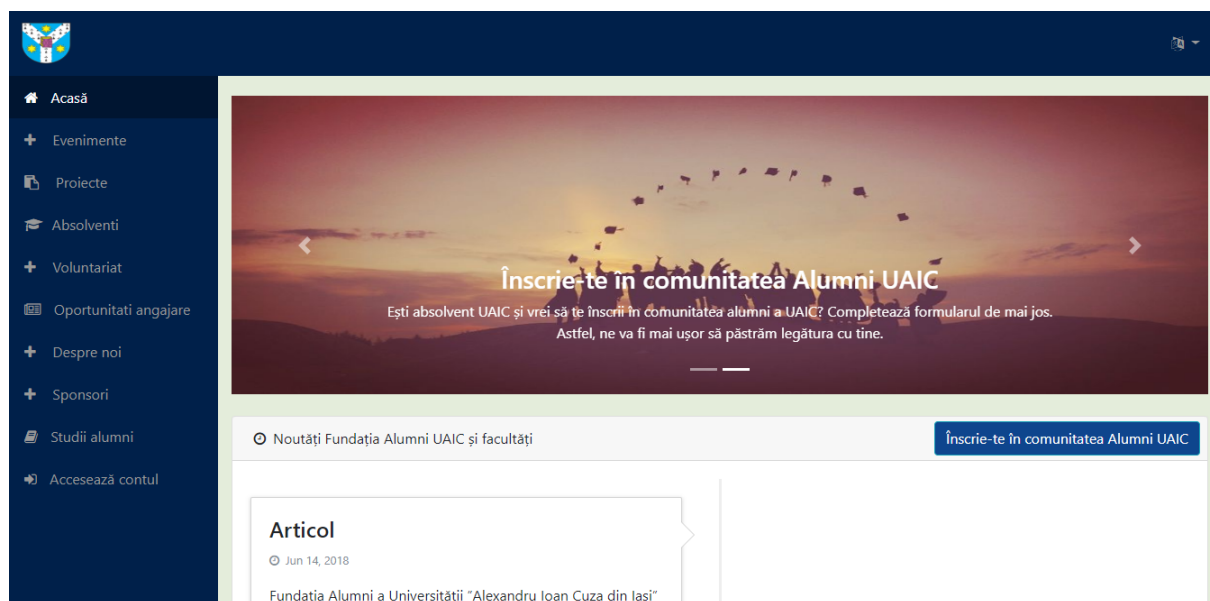 Acasă
Evenimente
Proiecte
Absolventi
Voluntariat
Oportunitati angajare
Despre noi
Sponsori
Studii alumni
Accesează contul
Înscrie-te în comunitatea Alumni UAIC
Ești absolvent UAIC și vrei să te înscrii în comunitatea alumni a UAIC? Completează formularul de mai jos.
Astfel, ne va fi mai ușor să păstrăm legătura cu tine.
Noutăți Fundația Alumni UAIC și facultăți
Înscrie-te în comunitatea Alumni UAIC
Articol
Jun 14, 2018
Fundația Alumni a Universității "Alexandru Ioan Cuza din Iași"